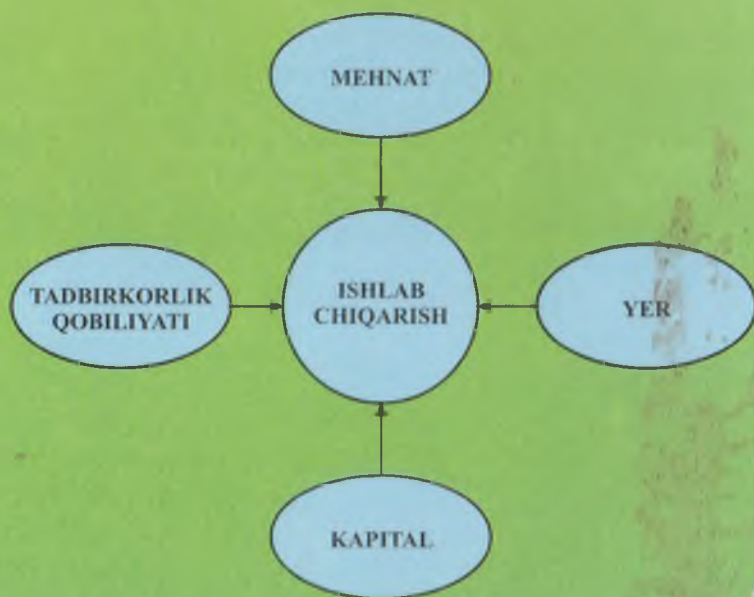 MEHNAT
TADBIRKORLIK
QOBILIYATI
ISHLAB
CHIQARISH
YER
KAPITAL